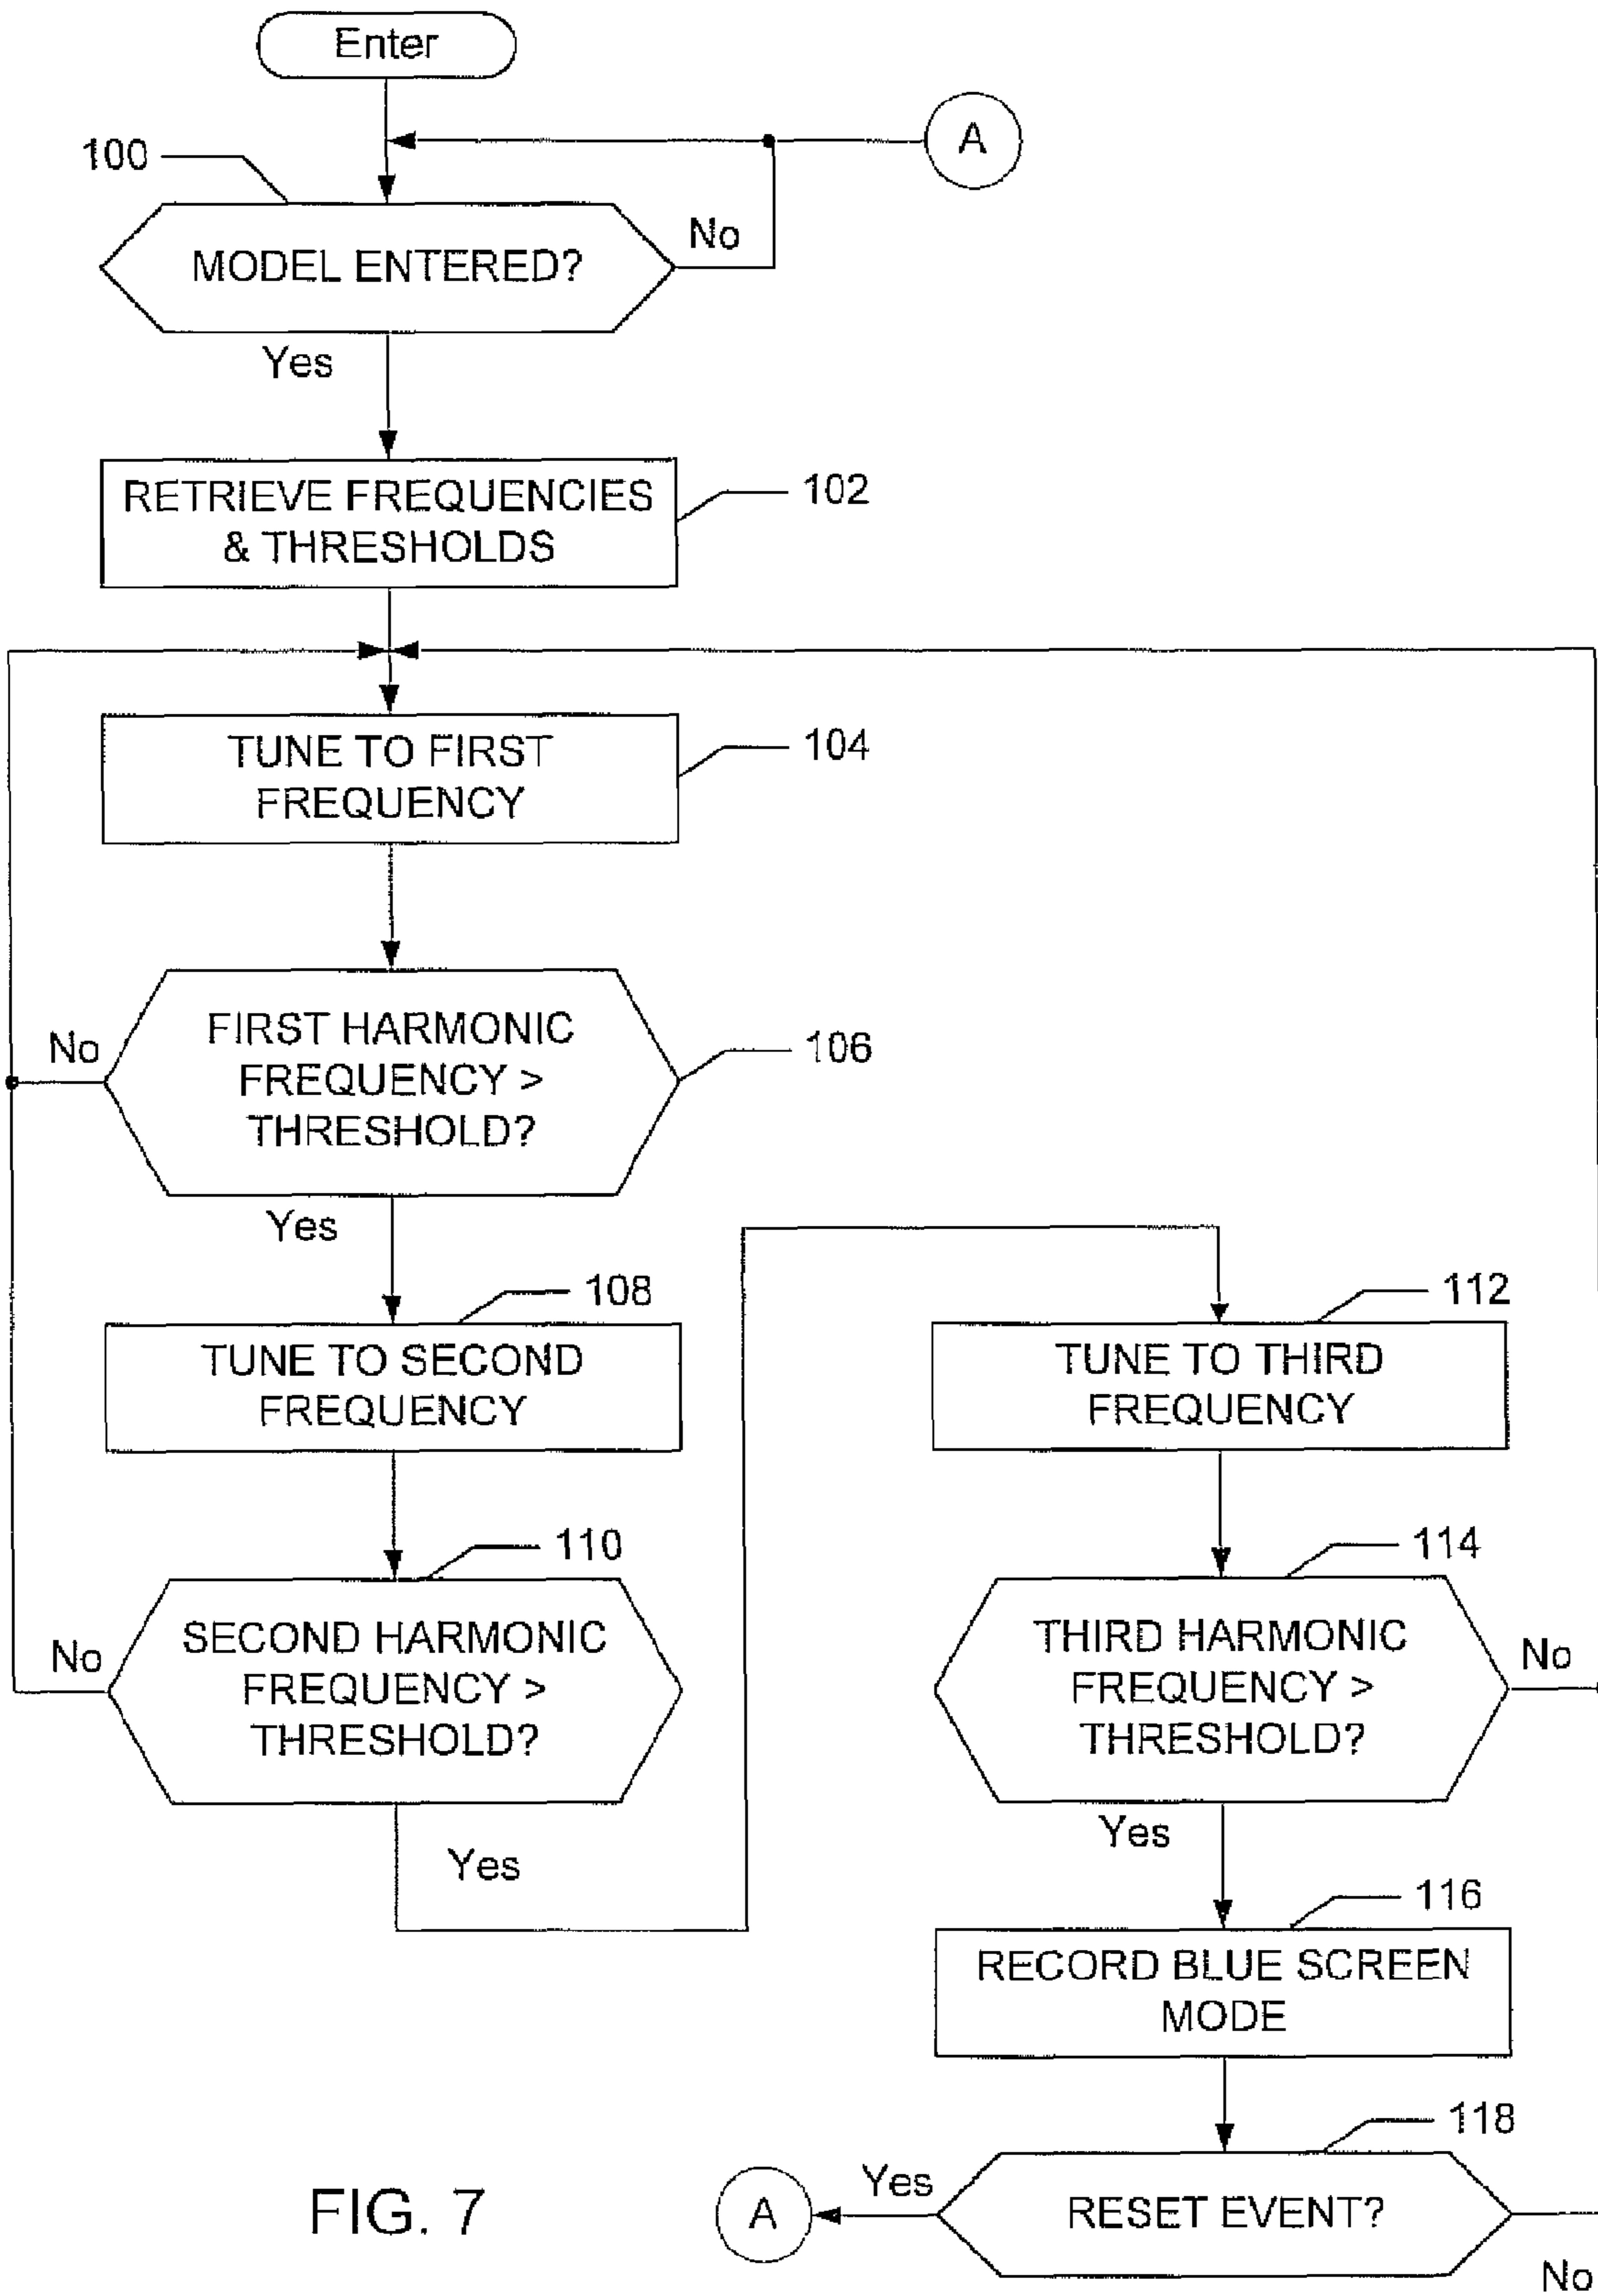 Enter
A
100
No
MODEL ENTERED?
Yes
RETRIEVE FREQUENCIES
& THRESHOLDS
102
TUNE TO FIRST
FREQUENCY
104
No
FIRST HARMONIC
FREQUENCY >
THRESHOLD?
106
Yes
108
TUNE TO SECOND
FREQUENCY
110
No
SECOND HARMONIC
FREQUENCY >
THRESHOLD?
Yes
112
TUNE TO THIRD
FREQUENCY
114
THIRD HARMONIC
FREQUENCY >
THRESHOLD?
No
Yes
116
RECORD BLUE SCREEN
MODE
118
RESET EVENT?
Yes
A
No
FIG. 7